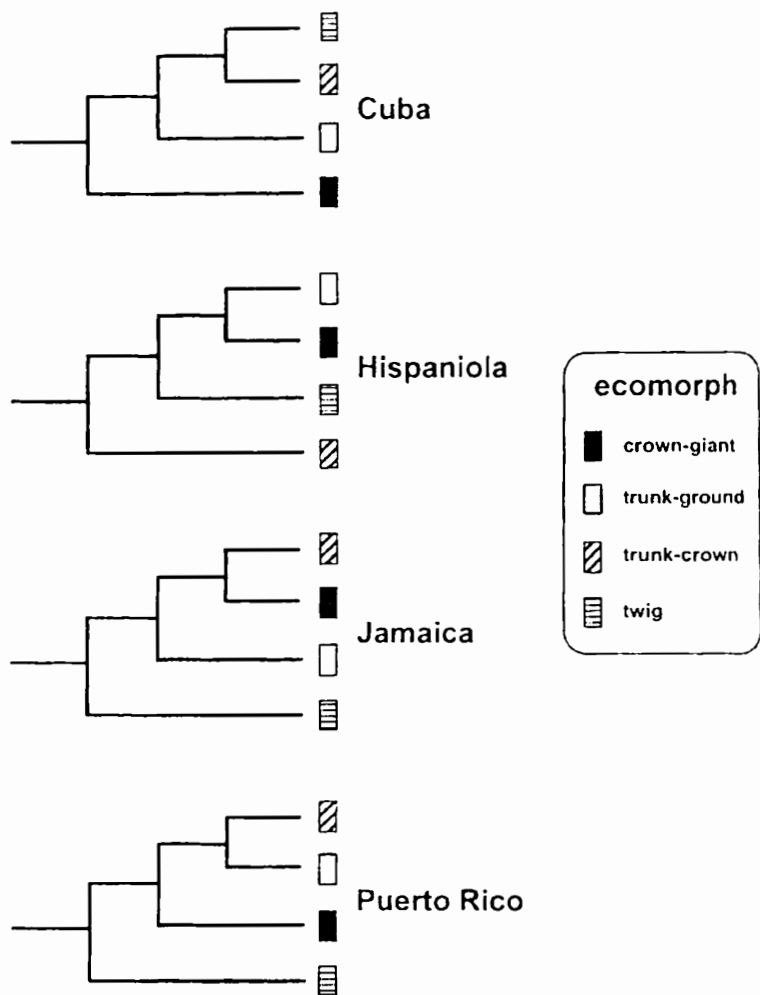 Cuba
Hispaniola
Jamaica
Puerto Rico
ecomorph
crown-giant
trunk-ground
trunk-crown
twig